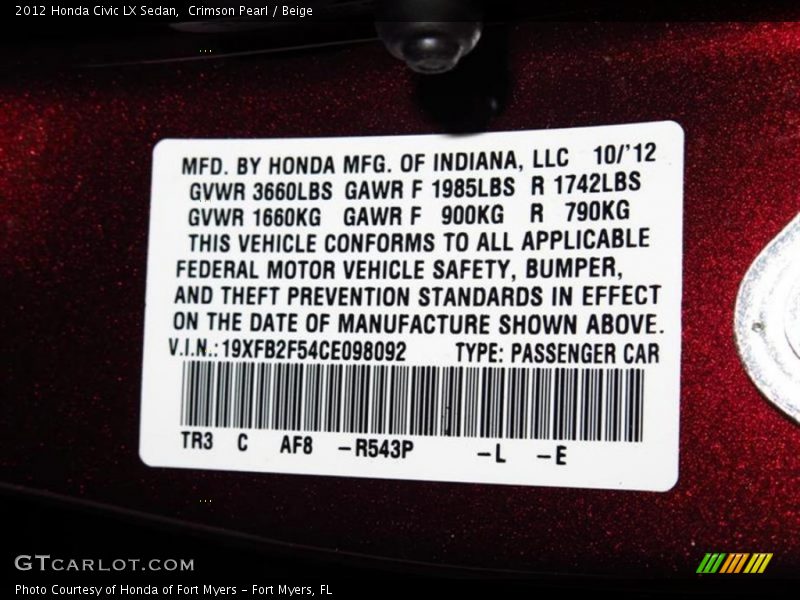 2012 Honda Civic LX Sedan,  Crimson Pearl / Beige
MFD. BY HONDA MFG. OF INDIANA, LLC 10/'12
GVWR 3660LBS GAWR F 1985LBS R 1742LBS
GVWR 1660KG GAWR F 900KG R 790KG
THIS VEHICLE CONFORMS TO ALL APPLICABLE
FEDERAL MOTOR VEHICLE SAFETY, BUMPER,
AND THEFT PREVENTION STANDARDS IN EFFECT
ON THE DATE OF MANUFACTURE SHOWN ABOVE.
V.I.N.:19XFB2F54CE098092 TYPE: PASSENGER CAR
TR3 C AF8 -R543P -L -E
GTCARLOT.COM
Photo Courtesy of Honda of Fort Myers - Fort Myers, FL